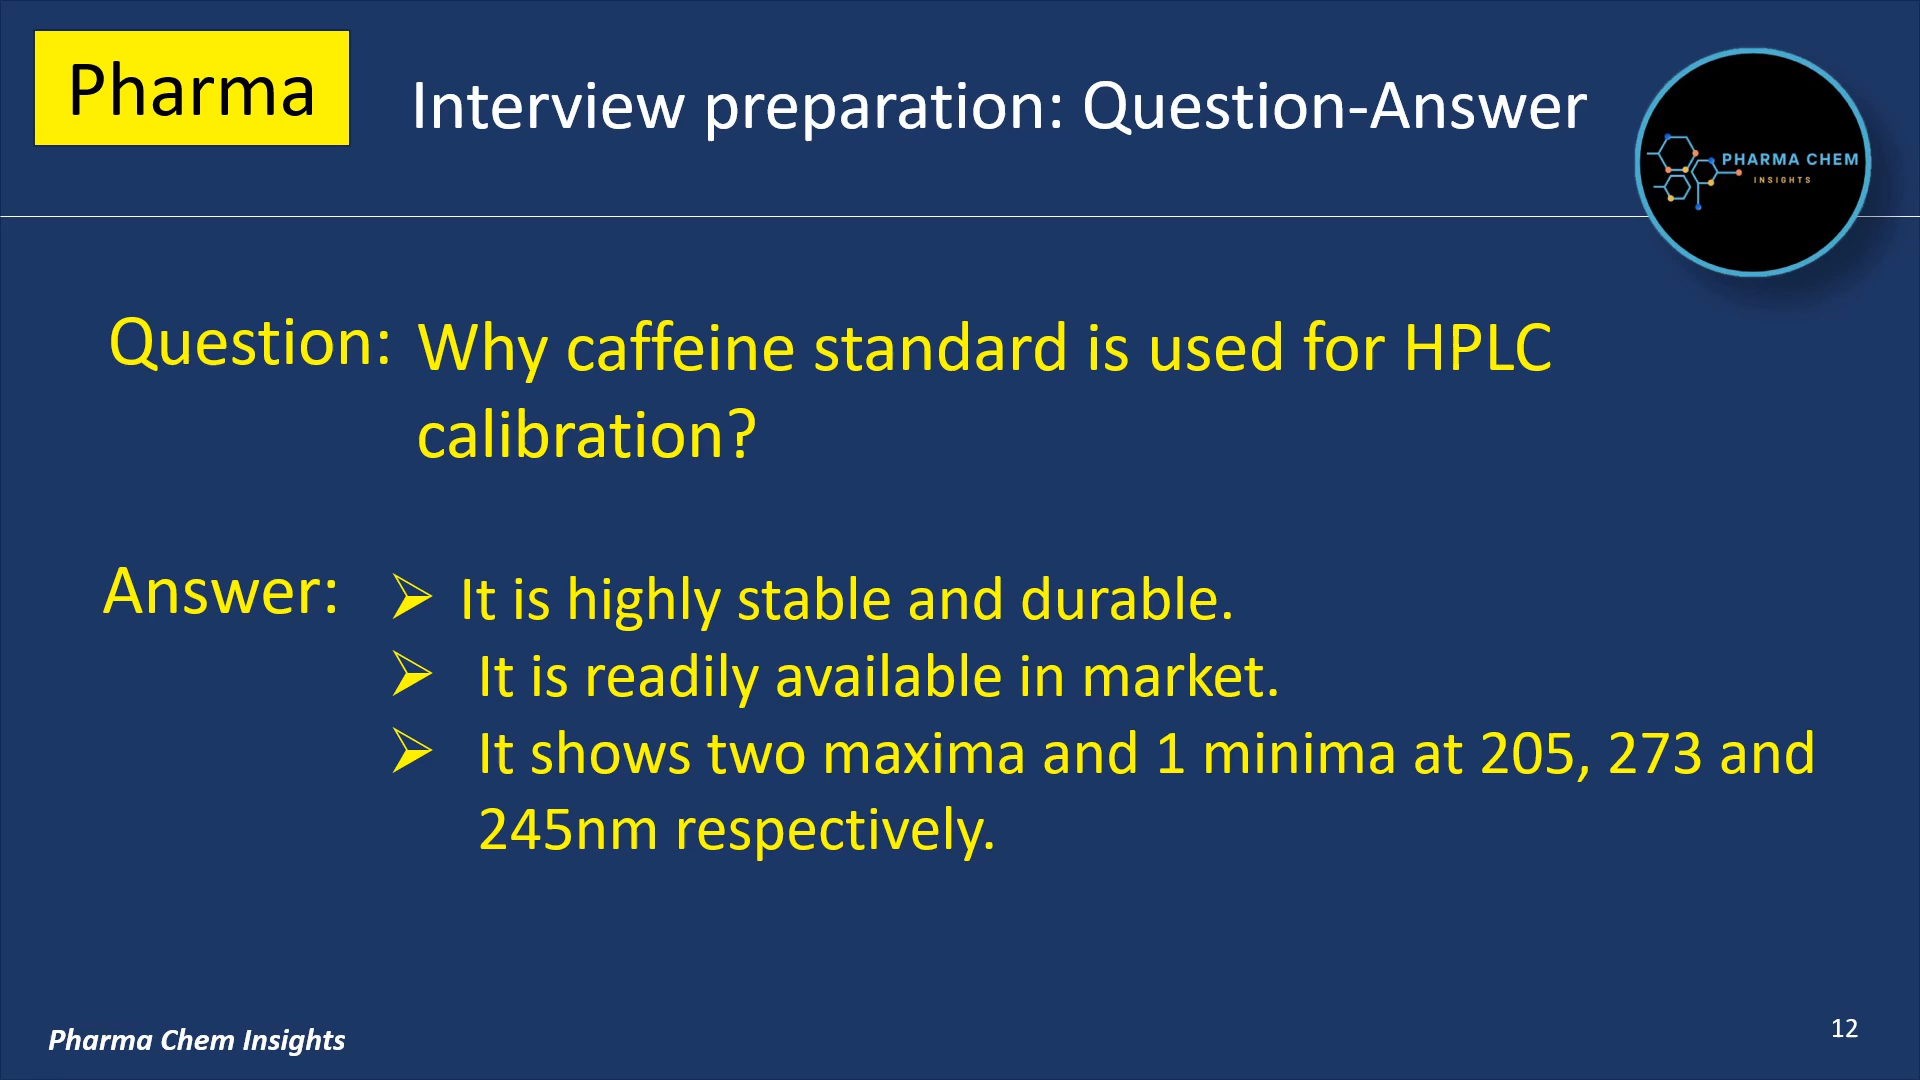 Pharma
Interview preparation: Question-Answer
PHARMA CHEM
INSIGHTS
Question: Why caffeine standard is used for HPLC
calibration?
Answer: ➢ It is highly stable and durable.
➢ It is readily available in market.
➢ It shows two maxima and 1 minima at 205, 273 and
245nm respectively.
Pharma Chem Insights
12